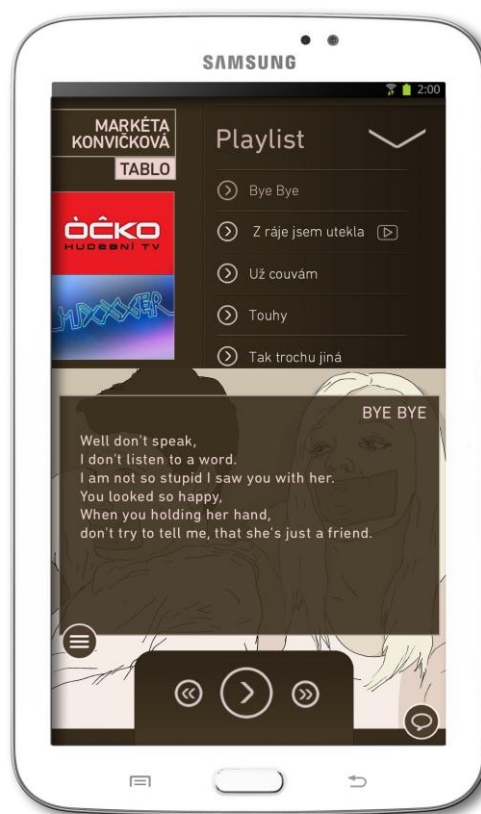 SAMSUNG
2:00
MARKÉTA
KONVIČKOVÁ
TABLO
ÒĈKO
HUDEBNÍ TV
MIXXXER
Playlist
Bye Bye
Z ráje jsem utekla
Už couvám
Touhy
Tak trochu jiná
BYE BYE
Well don't speak,
I don't listen to a word.
I am not so stupid I saw you with her.
You looked so happy,
When you holding her hand,
don't try to tell me, that she's just a friend.